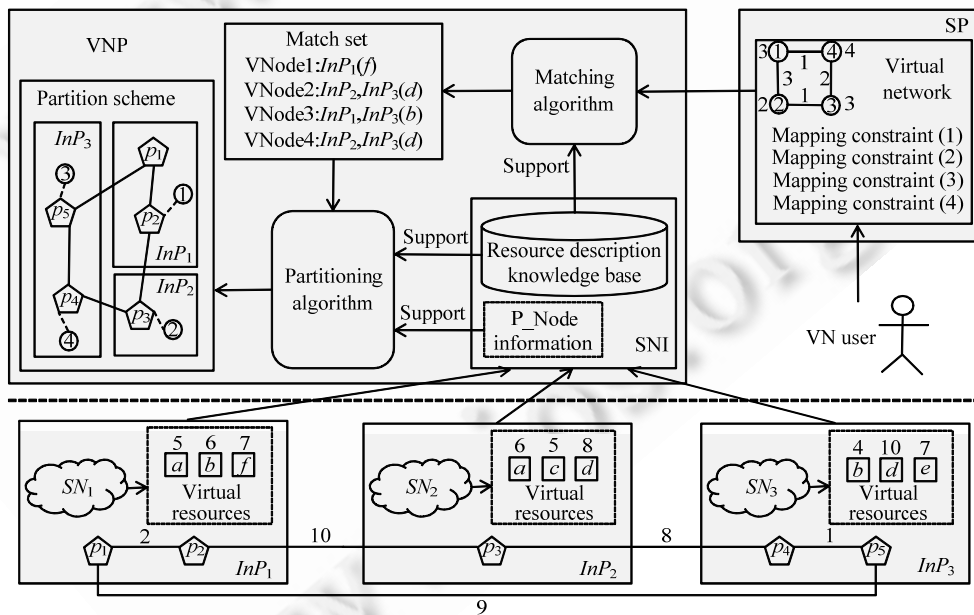 VNP
Match set
VNode1:InP1(f)
VNode2:InP2,InP3(d)
VNode3:InP1,InP3(b)
VNode4:InP2,InP3(d)
Matching
algorithm
SP
3 1 4 4
1
3 2
1
2 2 3 3
Virtual
network
Mapping constraint (1)
Mapping constraint (2)
Mapping constraint (3)
Mapping constraint (4)
Partition scheme
InP3
3
p5
p4
4
p1
1
p2
InP1
InP2
p3
2
Partitioning
algorithm
Support
Support
Support
Resource description
knowledge base
P_Node
information
SNI
VN user
SN1
5 6 7
a b f
Virtual
resources
p1 2 p2
InP1
10
SN2
6 5 8
a c d
Virtual
resources
p3
InP2
8
SN3
4 10 7
b d e
Virtual
resources
p4 1 p5
InP3
9